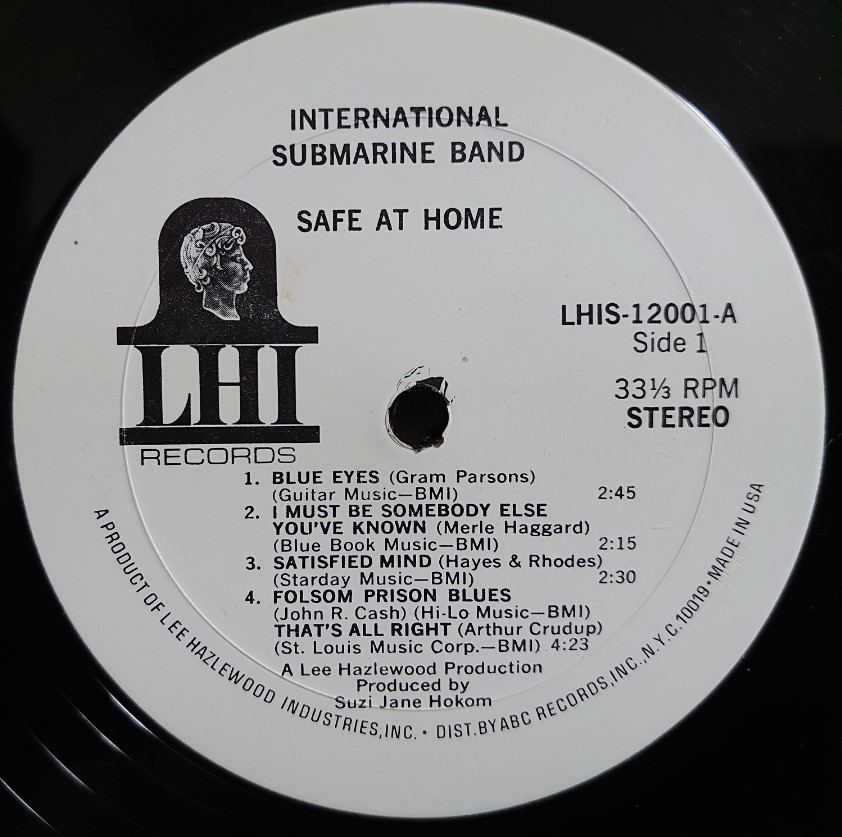 INTERNATIONAL
SUBMARINE BAND
SAFE AT HOME
LHI
RECORDS
LHIS-12001-A
Side 1
33⅓ RPM
STEREO
1. BLUE EYES (Gram Parsons)
(Guitar Music—BMI) 2:45
2. I MUST BE SOMEBODY ELSE
YOU'VE KNOWN (Merle Haggard)
(Blue Book Music—BMI) 2:15
3. SATISFIED MIND (Hayes & Rhodes)
(Starday Music—BMI) 2:30
4. FOLSOM PRISON BLUES
(John R. Cash) (Hi-Lo Music—BMI)
THAT'S ALL RIGHT (Arthur Crudup)
(St. Louis Music Corp.—BMI) 4:23
A Lee Hazlewood Production
Produced by
Suzi Jane Hokom
A PRODUCT OF LEE HAZLEWOOD INDUSTRIES, INC. • DIST. BY ABC RECORDS, INC., N.Y.C. 10019 • MADE IN USA